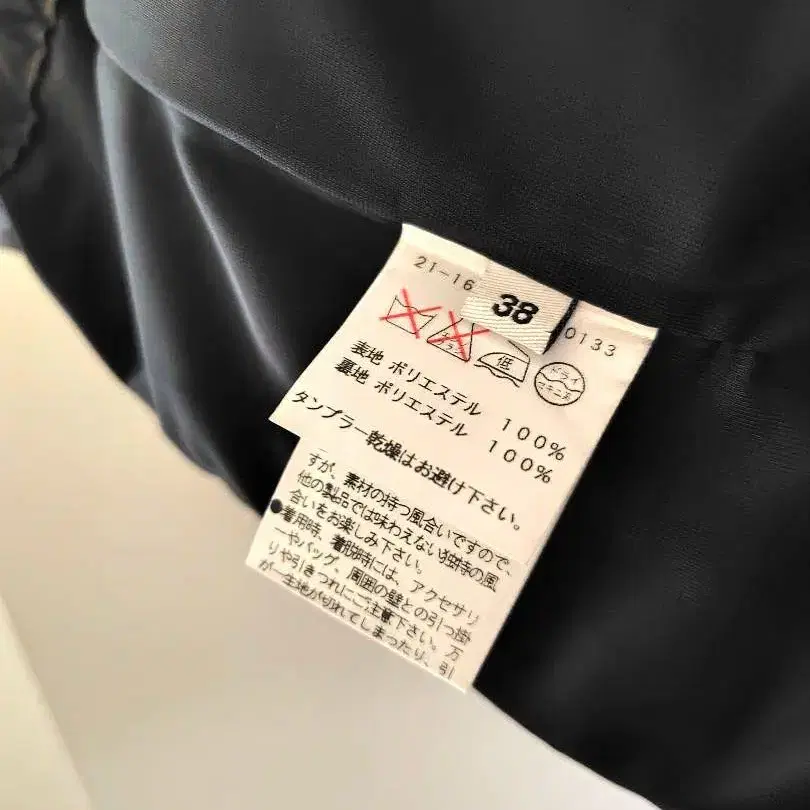 21-16
38
0133
低
ドライ
セキユ系
表地 ポリエステル 100%
裏地 ポリエステル 100%
タンブラー乾燥はお避け下さい。
すが、素材の持つ風合いですので、
他の製品では味わえない独特の風
合いをお楽しみ下さい。
●着用時、着脱時には、アクセサリ
ーやバッグ、周囲の壁との引っ掛
りや引きつれにご注意下さい。万
が一生地が切れてしまったり、引